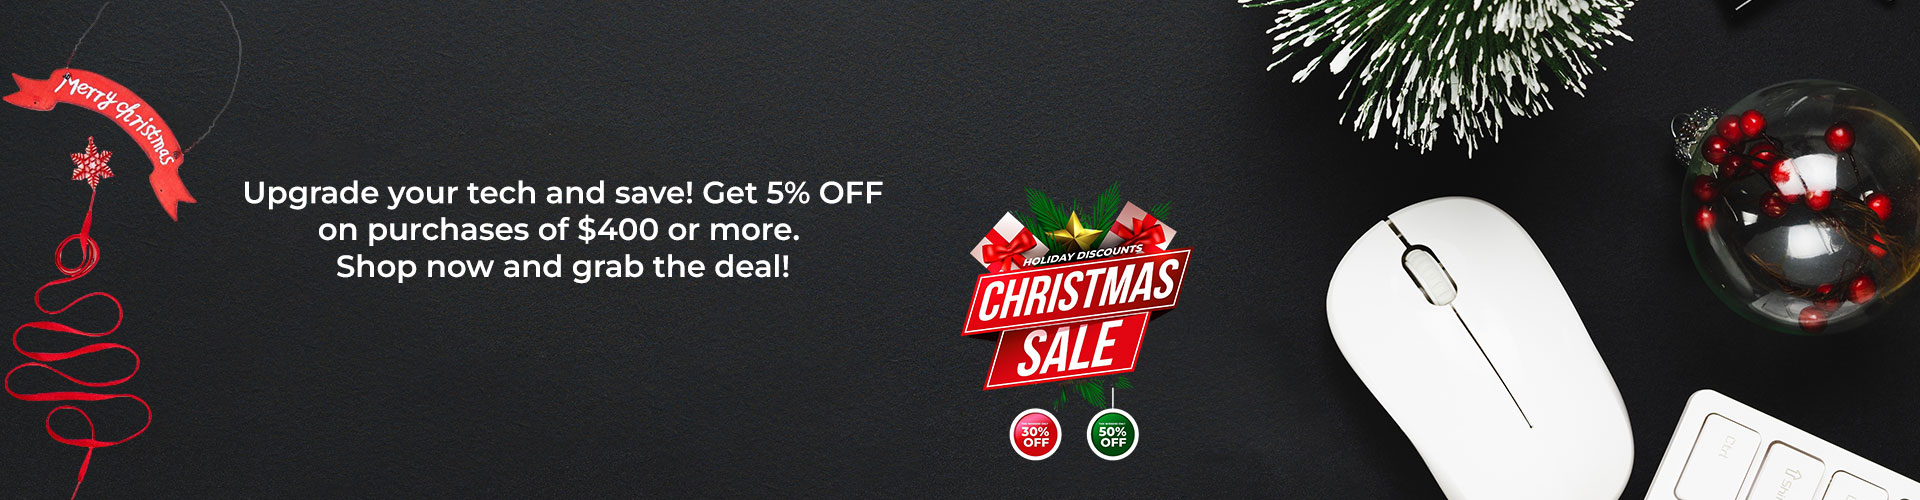 Merry christmas
Upgrade your tech and save! Get 5% OFF
on purchases of $400 or more.
Shop now and grab the deal!
HOLIDAY DISCOUNTS
CHRISTMAS
SALE
30%
OFF
50%
OFF
Ctrl